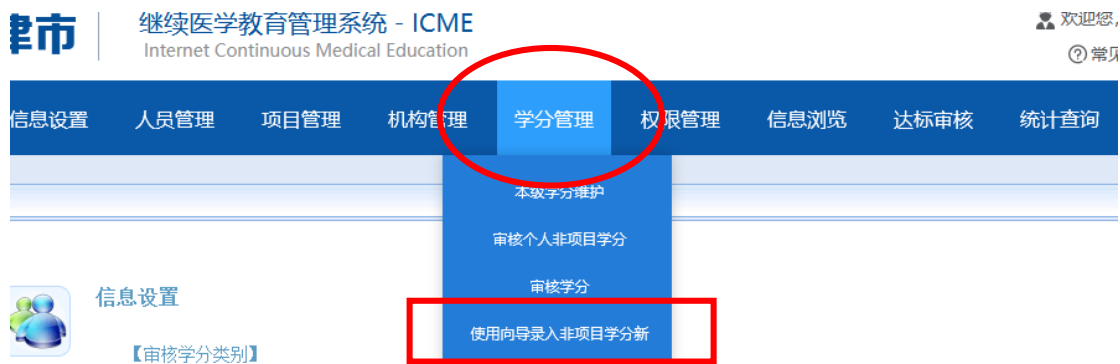 津市
继续医学教育管理系统 - ICME
Internet Continuous Medical Education
欢迎您,
常见
信息设置 人员管理 项目管理 机构管理 学分管理 权限管理 信息浏览 达标审核 统计查询
本级学分维护
审核个人非项目学分
审核学分
使用向导录入非项目学分新
信息设置
【审核学分类别】